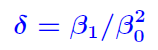 δ = β₁/β₀²